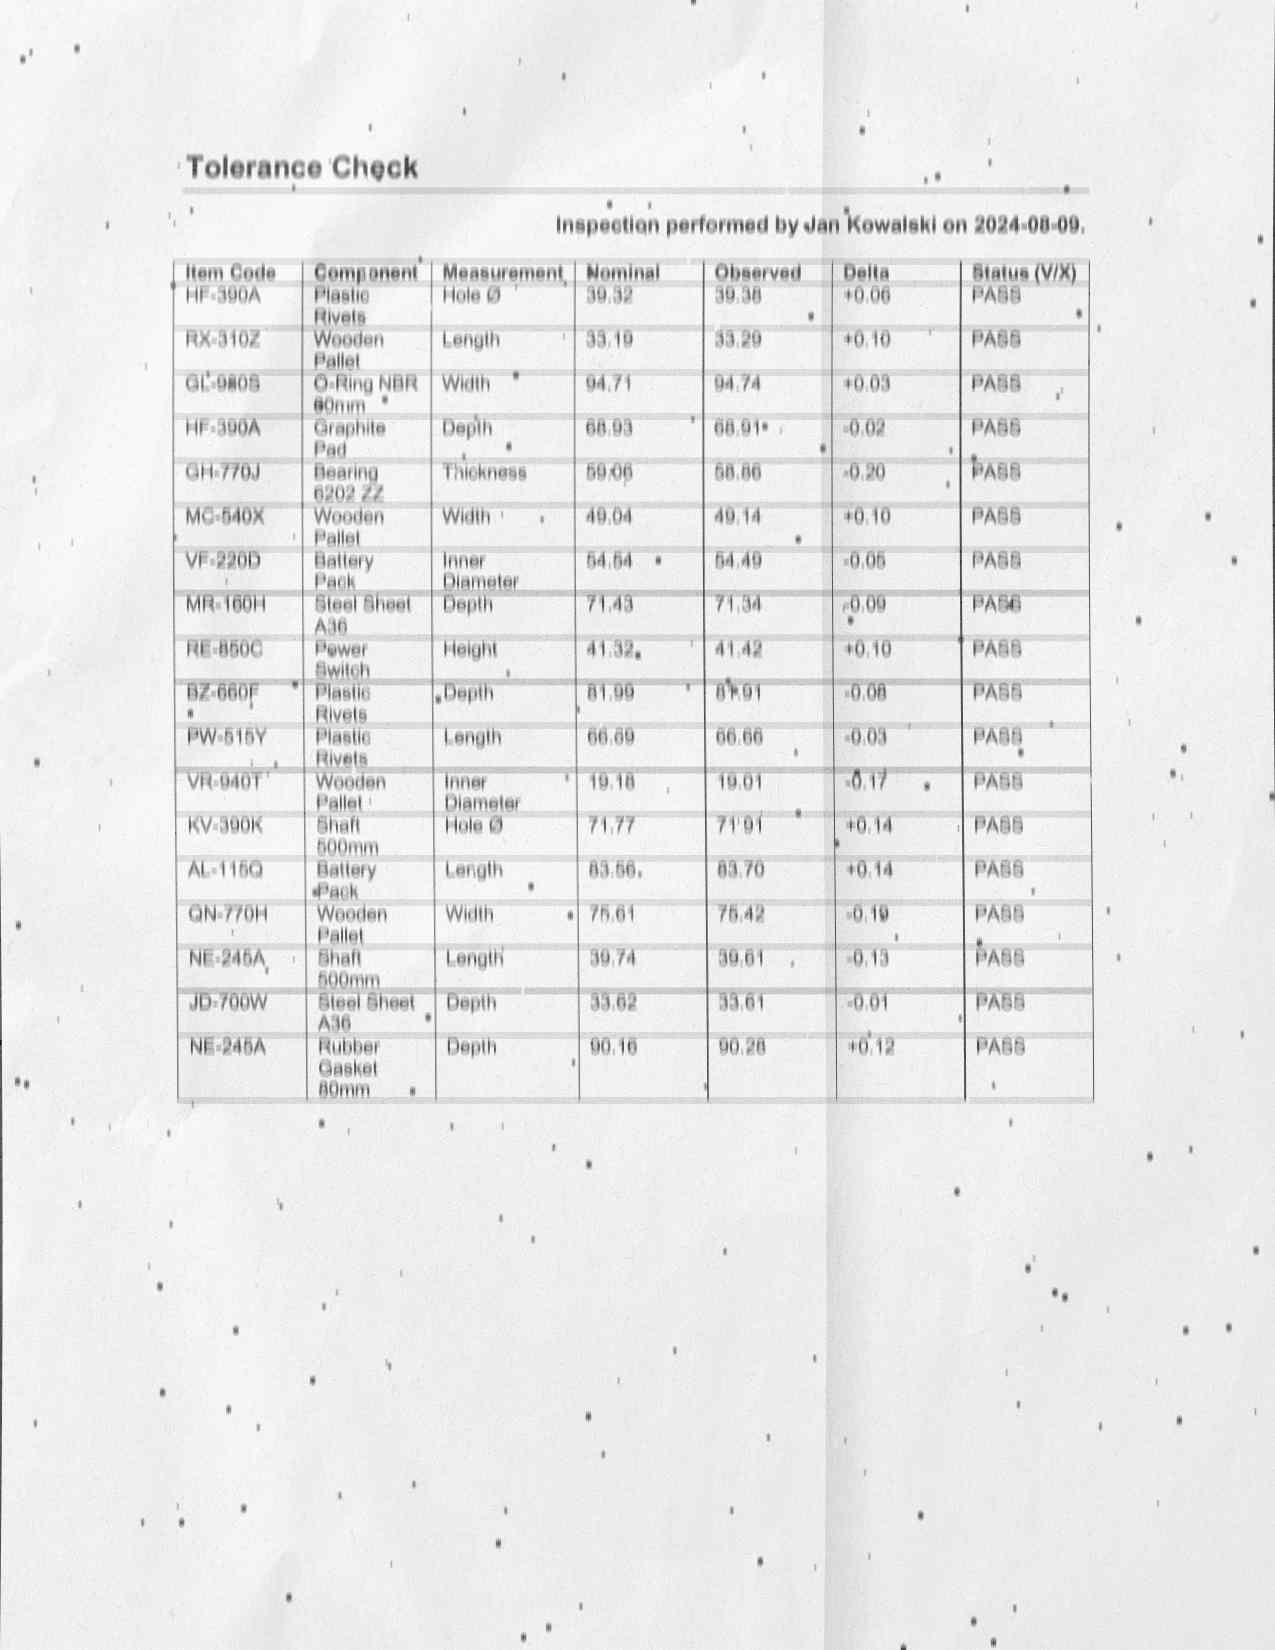 Tolerance Check
Inspection performed by Jan Kowalski on 2024-08-09.
Item Code Component Measurement Nominal Observed Delta Status (V/X)
HF-390A Plastic Hole Ø 39.32 39.38 +0.06 PASS
Rivets
RX-310Z Wooden Length 33.19 33.29 +0.10 PASS
Pallet
GL-980S O-Ring NBR Width 94.71 94.74 +0.03 PASS
HF-390A Graphite Depth 68.93 68.91 -0.02 PASS
Pad
GH-770J Bearing Thickness 59.06 58.86 -0.20 PASS
6202 ZZ
MC-540X Wooden Width 49.04 49.14 +0.10 PASS
Pallet
VF-220D Battery Inner 54.54 54.49 -0.05 PASS
Pack Diameter
MR-160H Steel Sheet Depth 71.43 71.34 -0.09 PASS
A36
RE-850C Power Height 41.32 41.42 +0.10 PASS
Switch
BZ-660F Plastic Depth 81.99 81.91 -0.08 PASS
Rivets
PW-515Y Plastic Length 66.69 66.66 -0.03 PASS
Rivets
VR-940T Wooden Inner 19.18 19.01 -0.17 PASS
Pallet Diameter
KV-390K Shaft Hole Ø 71.77 71.91 +0.14 PASS
500mm
AL-115Q Battery Length 83.56 83.70 +0.14 PASS
Pack
QN-770H Wooden Width 75.61 75.42 -0.19 PASS
Pallet
NE-245A Shaft Length 39.74 39.61 -0.13 PASS
500mm
JD-700W Steel Sheet Depth 33.62 33.61 -0.01 PASS
A36
NE-245A Rubber Depth 90.16 90.28 +0.12 PASS
Gasket
80mm